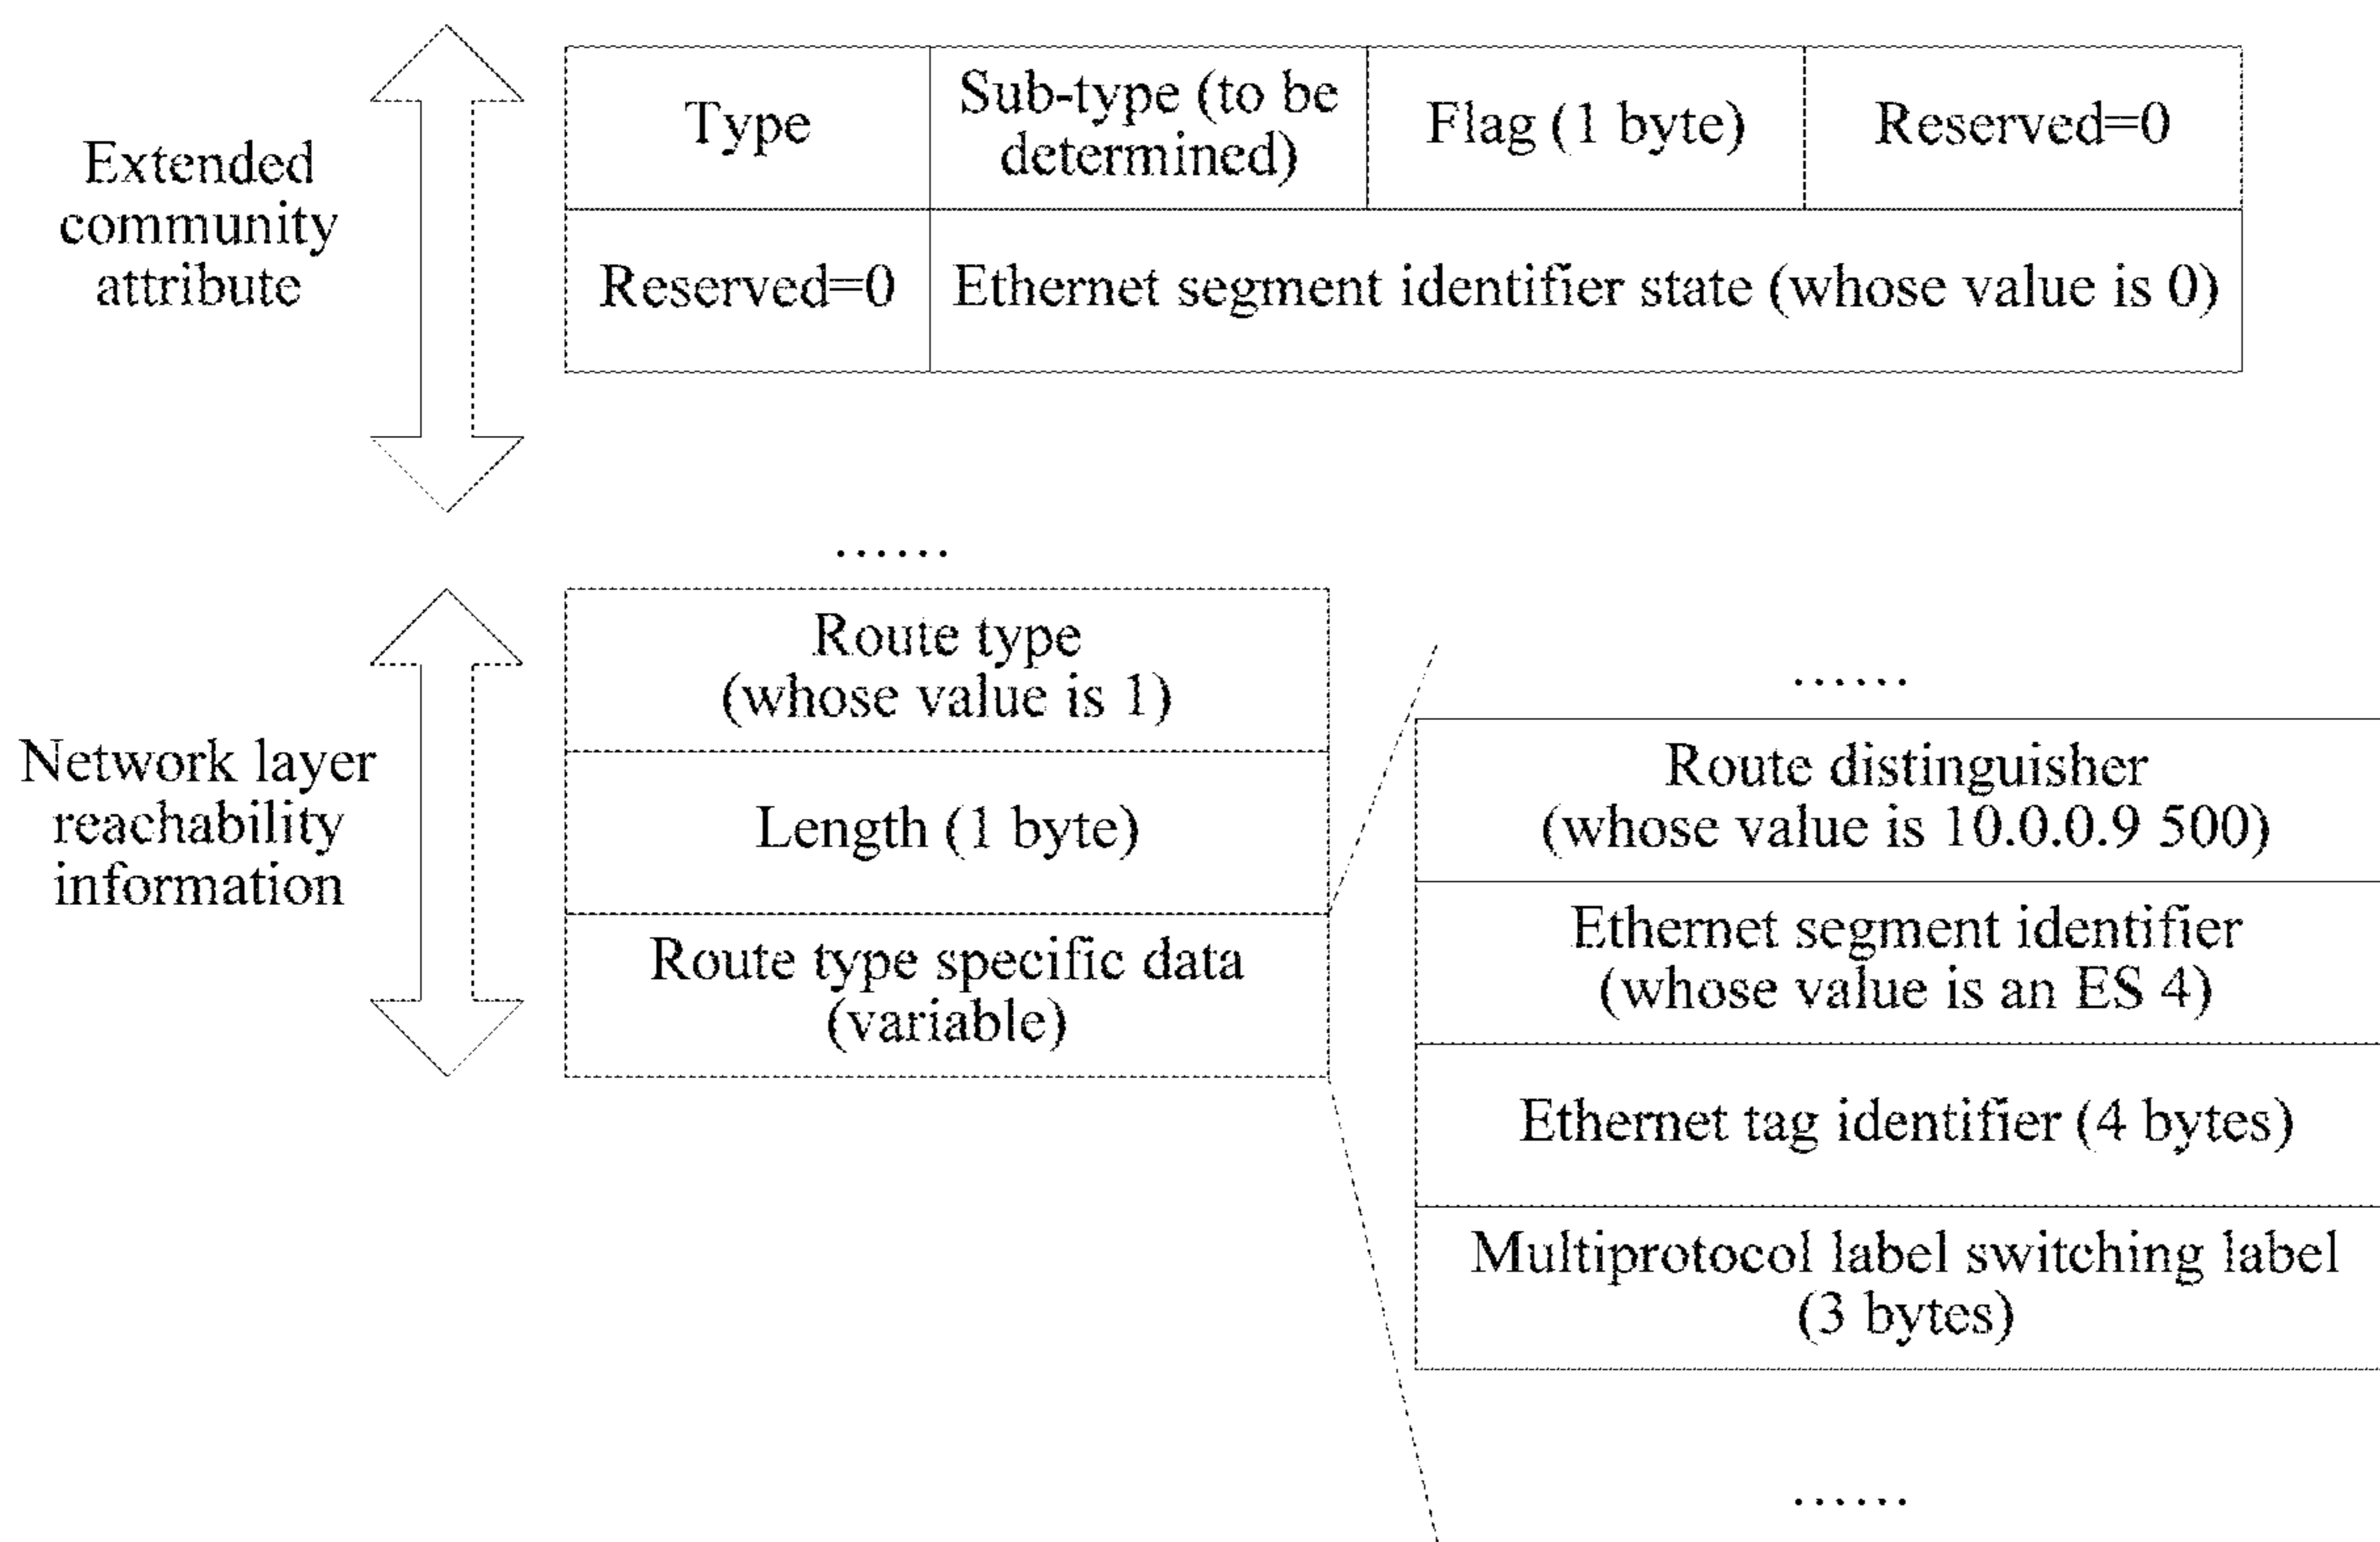 Extended
community
attribute
Type
Sub-type (to be
determined)
Flag (1 byte)
Reserved=0
Reserved=0
Ethernet segment identifier state (whose value is 0)
……
Network layer
reachability
information
Route type
(whose value is 1)
Length (1 byte)
Route type specific data
(variable)
……
Route distinguisher
(whose value is 10.0.0.9 500)
Ethernet segment identifier
(whose value is an ES 4)
Ethernet tag identifier (4 bytes)
Multiprotocol label switching label
(3 bytes)
……